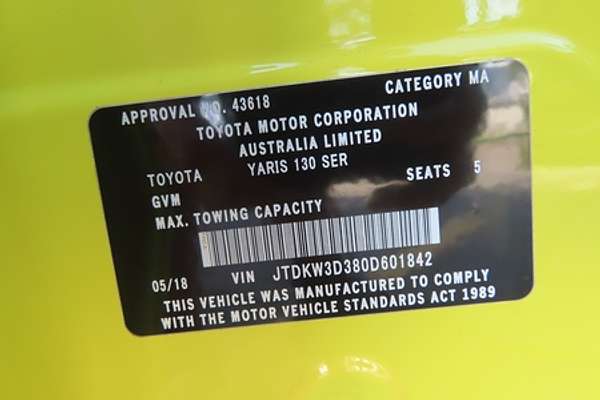 APPROVAL NO. 43618 CATEGORY MA
TOYOTA MOTOR CORPORATION
AUSTRALIA LIMITED
TOYOTA YARIS 130 SER
GVM SEATS 5
MAX. TOWING CAPACITY
05/18 VIN JTDKW3D380D601842
THIS VEHICLE WAS MANUFACTURED TO COMPLY
WITH THE MOTOR VEHICLE STANDARDS ACT 1989